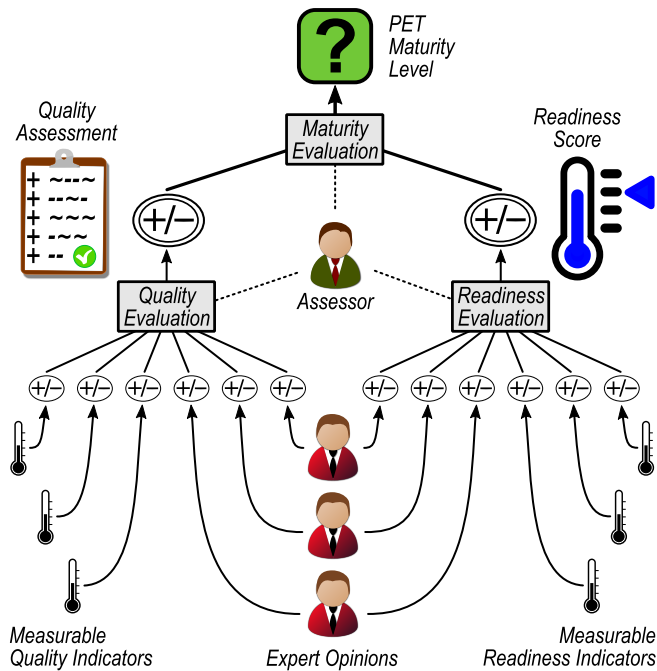 ?
PET
Maturity
Level
Quality
Assessment
Maturity
Evaluation
Readiness
Score
+ ~--~
+ --~-
+ ~~~
+ -~~
+ --
+/−
+/−
Assessor
Quality
Evaluation
Readiness
Evaluation
+/− +/− +/− +/− +/− +/− +/− +/− +/− +/− +/− +/−
Measurable
Quality Indicators
Expert Opinions
Measurable
Readiness Indicators